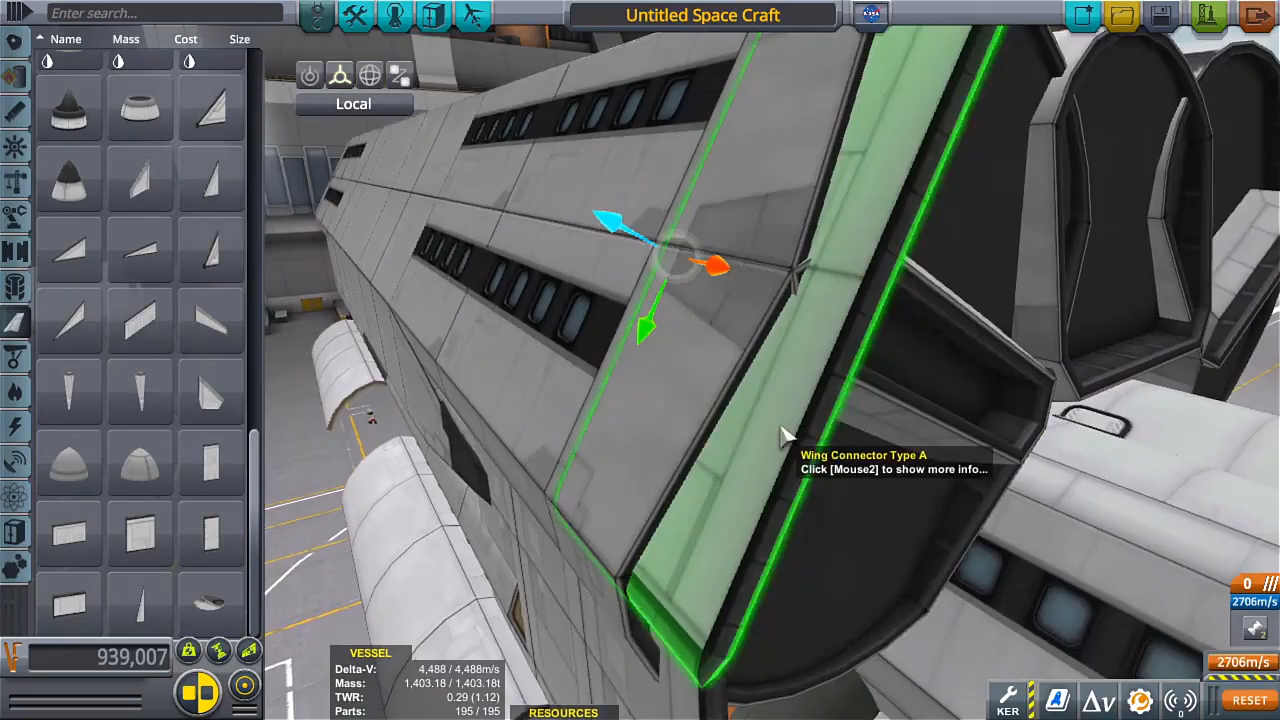 Enter search...
Untitled Space Craft
Name Mass Cost Size
Local
Wing Connector Type A
Click [Mouse2] to show more info...
0
2706m/s
2
2706m/s
939,007
VESSEL
Delta-V: 4,488 / 4,488m/s
Mass: 1,403.18 / 1,403.18t
TWR: 0.29 (1.12)
Parts: 195 / 195
RESOURCES
KER
A
Δv
RESET